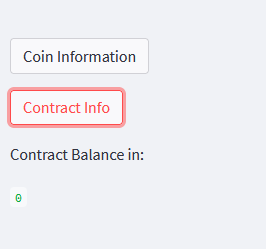 Coin Information
Contract Info
Contract Balance in:
0